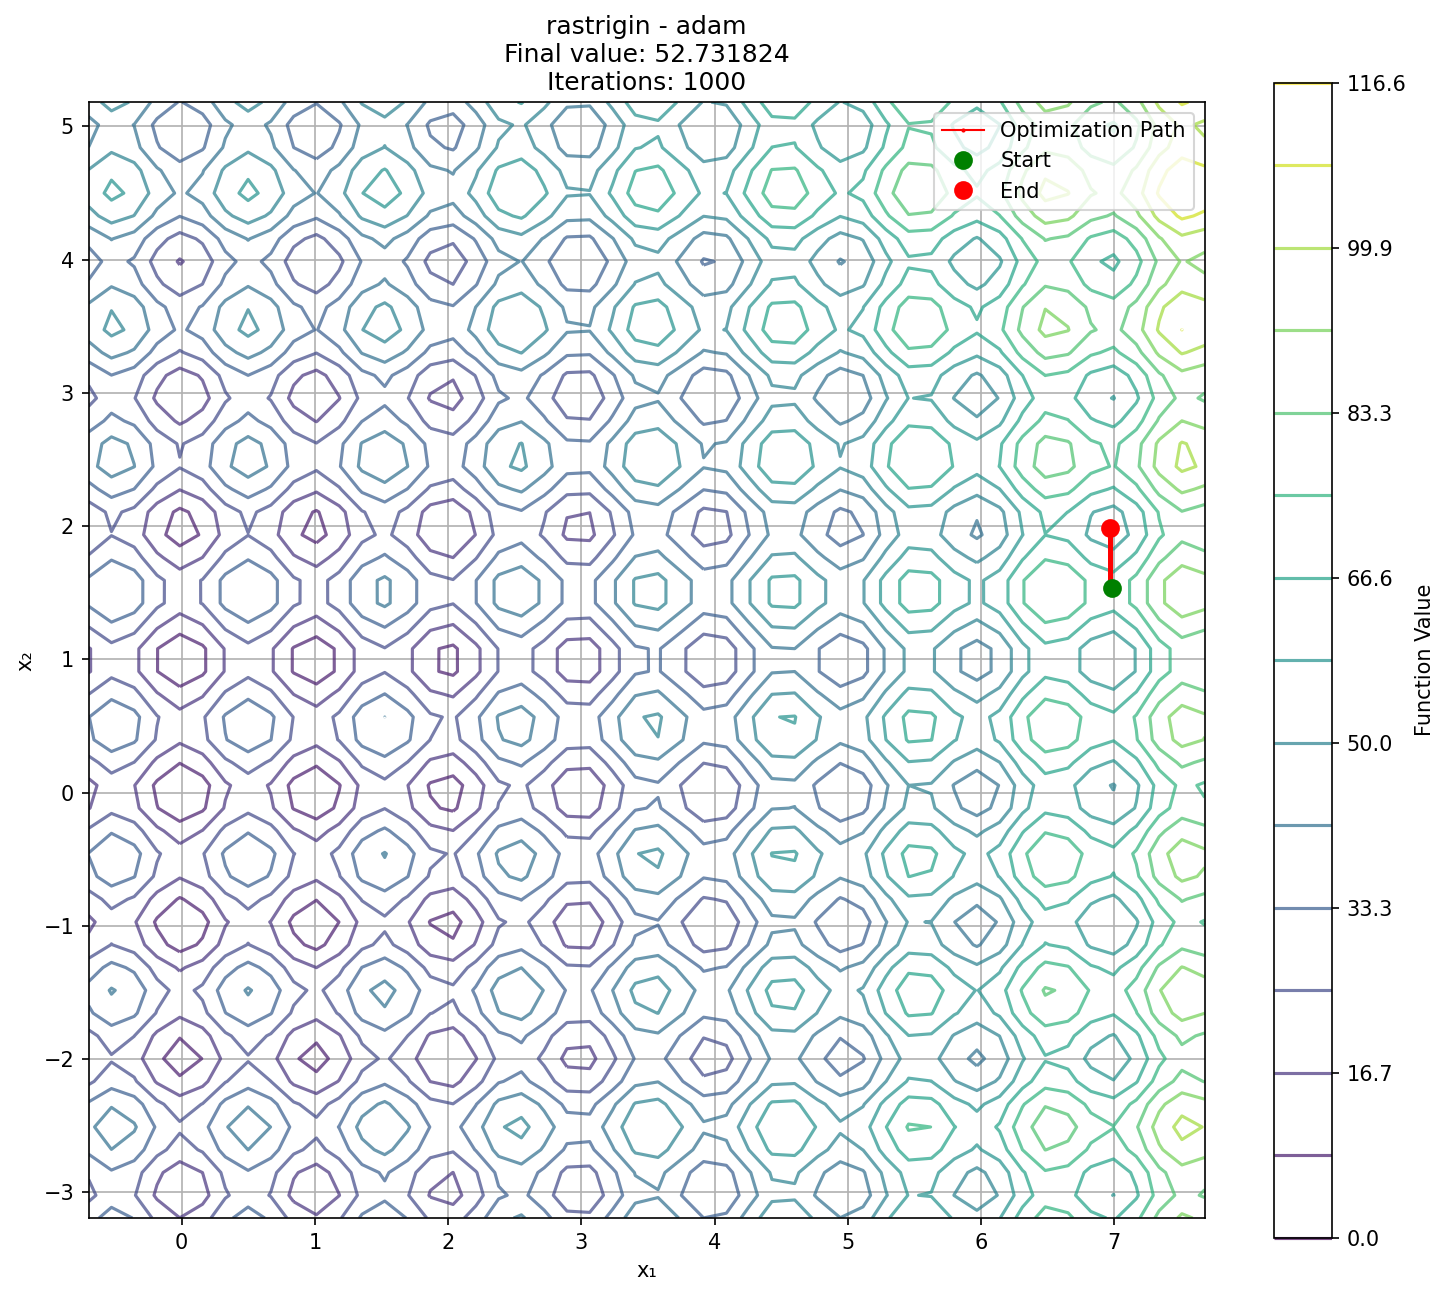 rastrigin - adam
Final value: 52.731824
Iterations: 1000
Optimization Path
Start
End
5
4
3
2
1
0
−1
−2
−3
x₂
0
1
2
3
4
5
6
7
x₁
116.6
99.9
83.3
66.6
50.0
33.3
16.7
0.0
Function Value